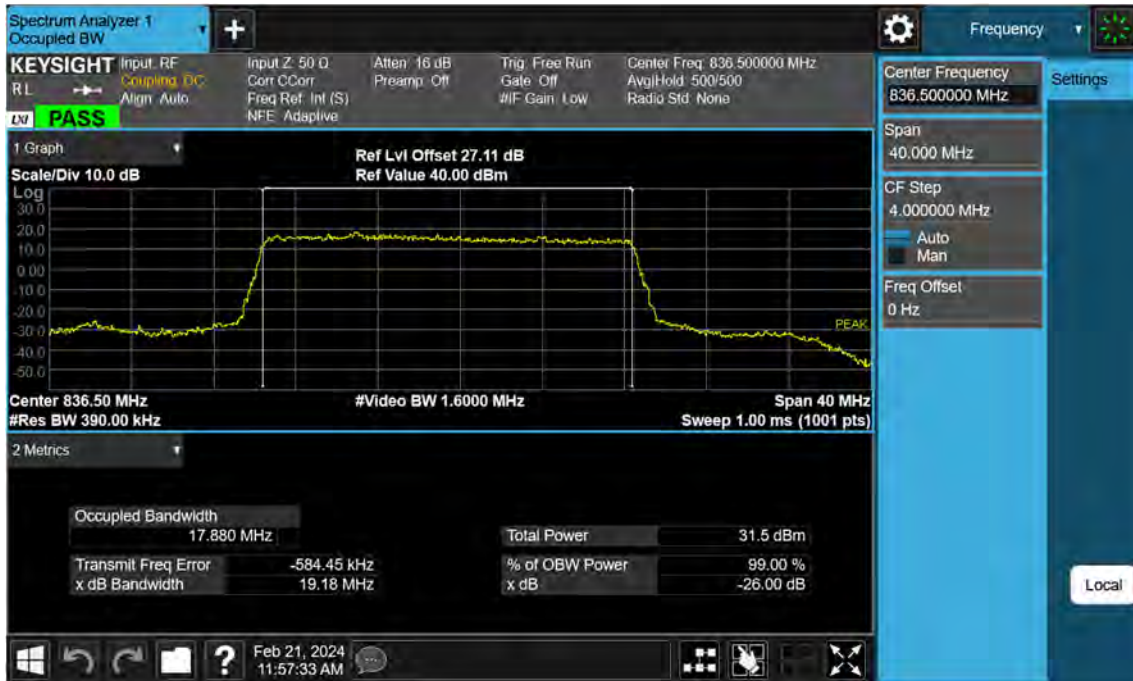 Spectrum Analyzer 1
Occupied BW
Frequency
KEYSIGHT
RL
LXI PASS
Input: RF
Coupling: DC
Align: Auto
Input Z: 50 Ω
Corr CCorr
Freq Ref: Int (S)
NFE: Adaptive
Atten: 16 dB
Preamp: Off
Trig: Free Run
Gate: Off
#IF Gain: Low
Center Freq: 836.500000 MHz
Avg|Hold: 500/500
Radio Std: None
1 Graph
Scale/Div 10.0 dB
Ref Lvl Offset 27.11 dB
Ref Value 40.00 dBm
Log
30.0
20.0
10.0
0.00
-10.0
-20.0
-30.0
-40.0
-50.0
PEAK
Center 836.50 MHz
#Video BW 1.6000 MHz
Span 40 MHz
#Res BW 390.00 kHz
Sweep 1.00 ms (1001 pts)
2 Metrics
Occupied Bandwidth
17.880 MHz
Total Power 31.5 dBm
Transmit Freq Error -584.45 kHz
% of OBW Power 99.00 %
x dB Bandwidth 19.18 MHz
x dB -26.00 dB
Center Frequency
836.500000 MHz
Settings
Span
40.000 MHz
CF Step
4.000000 MHz
Auto
Man
Freq Offset
0 Hz
Local
?
Feb 21, 2024
11:57:33 AM